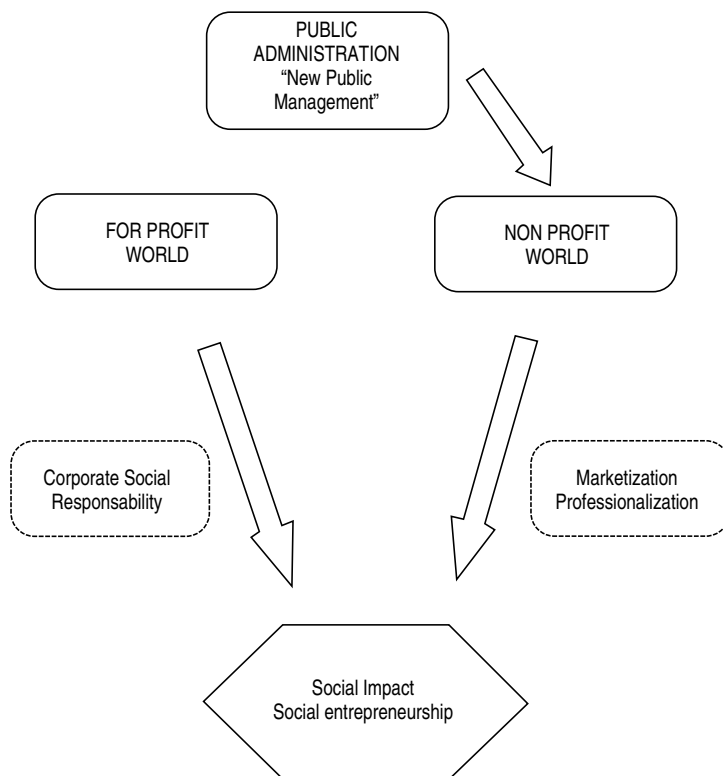 PUBLIC
ADMINISTRATION
“New Public
Management”
FOR PROFIT
WORLD
NON PROFIT
WORLD
Corporate Social
Responsability
Marketization
Professionalization
Social Impact
Social entrepreneurship